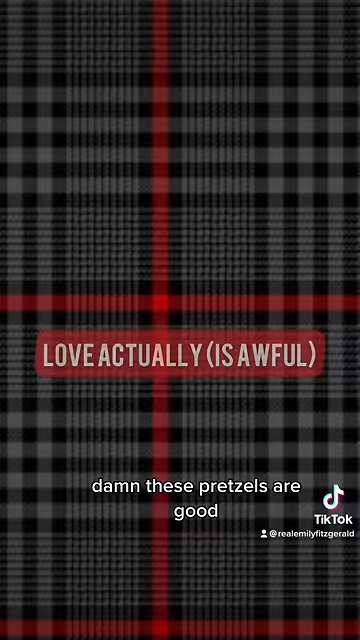 LOVE ACTUALLY (IS AWFUL)
damn these pretzels are
good
TikTok
@realemilyfitzgerald